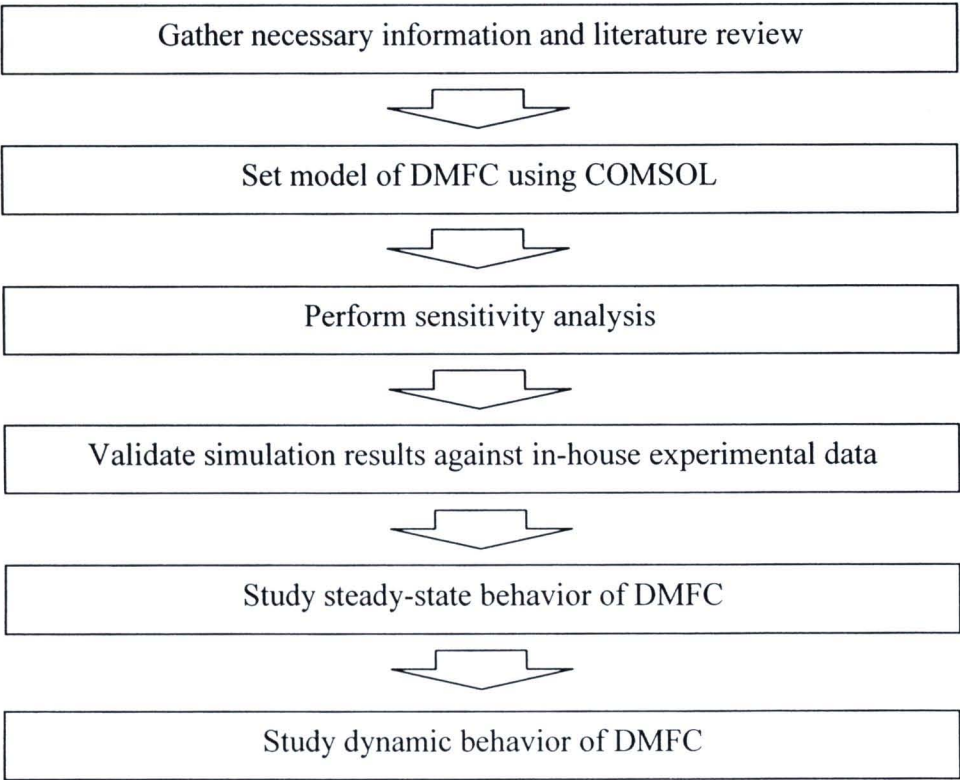 Gather necessary information and literature review
Set model of DMFC using COMSOL
Perform sensitivity analysis
Validate simulation results against in-house experimental data
Study steady-state behavior of DMFC
Study dynamic behavior of DMFC